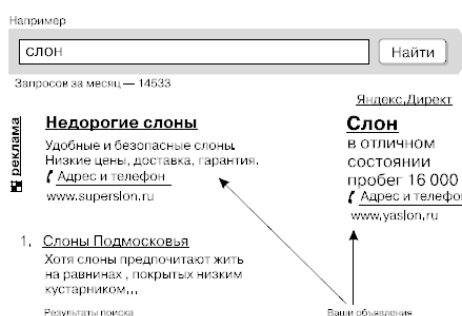 Например
слон
Найти
Запросов за месяц — 14533
реклама
Недорогие слоны
Удобные и безопасные слоны.
Низкие цены, доставка, гарантия.
Адрес и телефон
www.superslon.ru
Яндекс.Директ
Слон
в отличном
состоянии
пробег 16 000
Адрес и телефо
www.yaslon.ru
1. Слоны Подмосковья
Хотя слоны предпочитают жить
на равнинах , покрытых низким
кустарником...
Результаты поиска
Ваши объявления